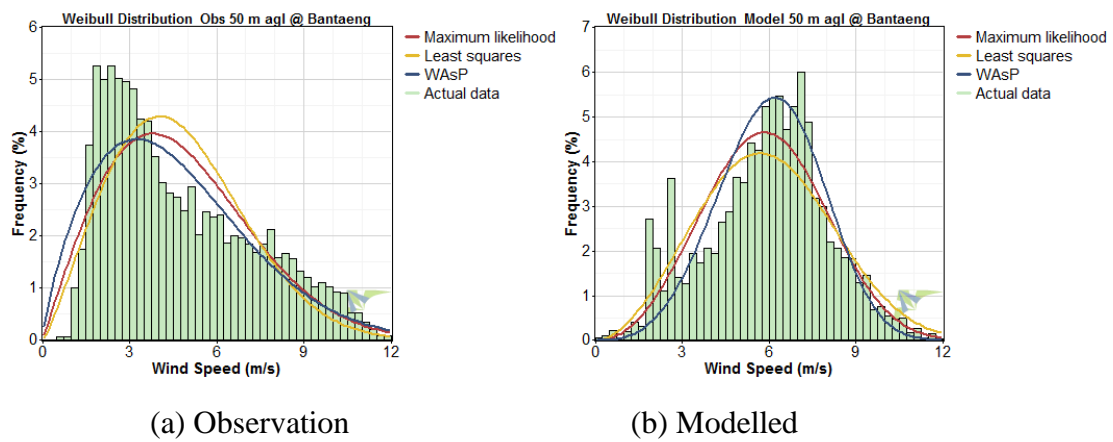 Weibull Distribution Obs 50 m agl @ Bantaeng
Frequency (%)
6
5
4
3
2
1
0
0 3 6 9 12
Wind Speed (m/s)
Maximum likelihood
Least squares
WAsP
Actual data
(a) Observation
Weibull Distribution Model 50 m agl @ Bantaeng
Frequency (%)
7
6
5
4
3
2
1
0
0 3 6 9 12
Wind Speed (m/s)
Maximum likelihood
Least squares
WAsP
Actual data
(b) Modelled